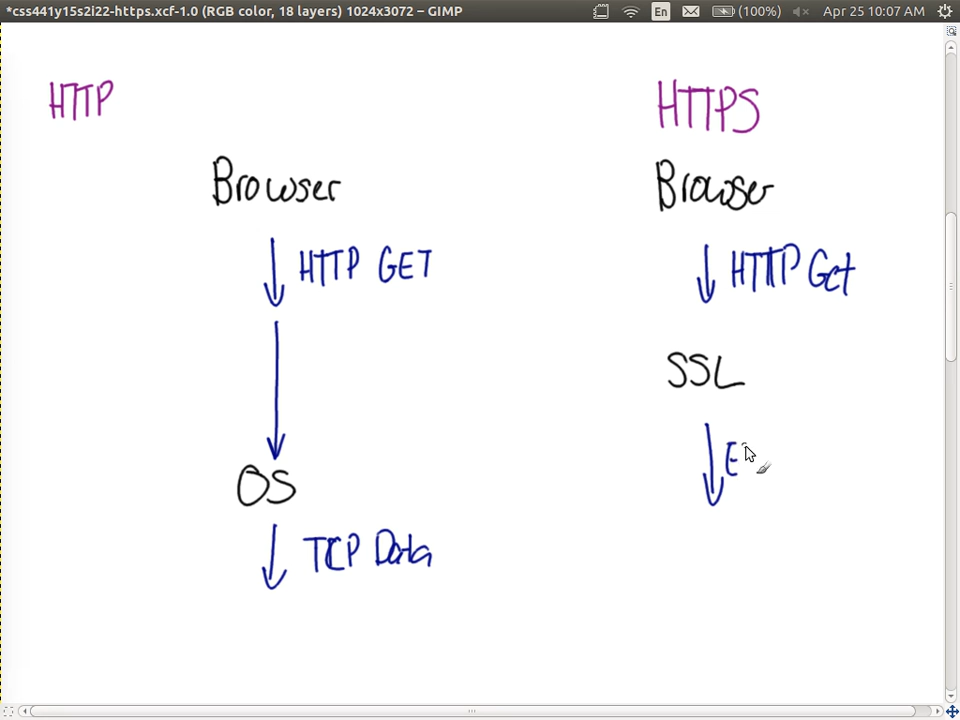 *css441y15s2i22-https.xcf-1.0 (RGB color, 18 layers) 1024x3072 – GIMP
En
(100%)
Apr 25 10:07 AM
HTTP
HTTPS
Browser
Browser
HTTP GET
HTTP Get
SSL
E
OS
TCP Data